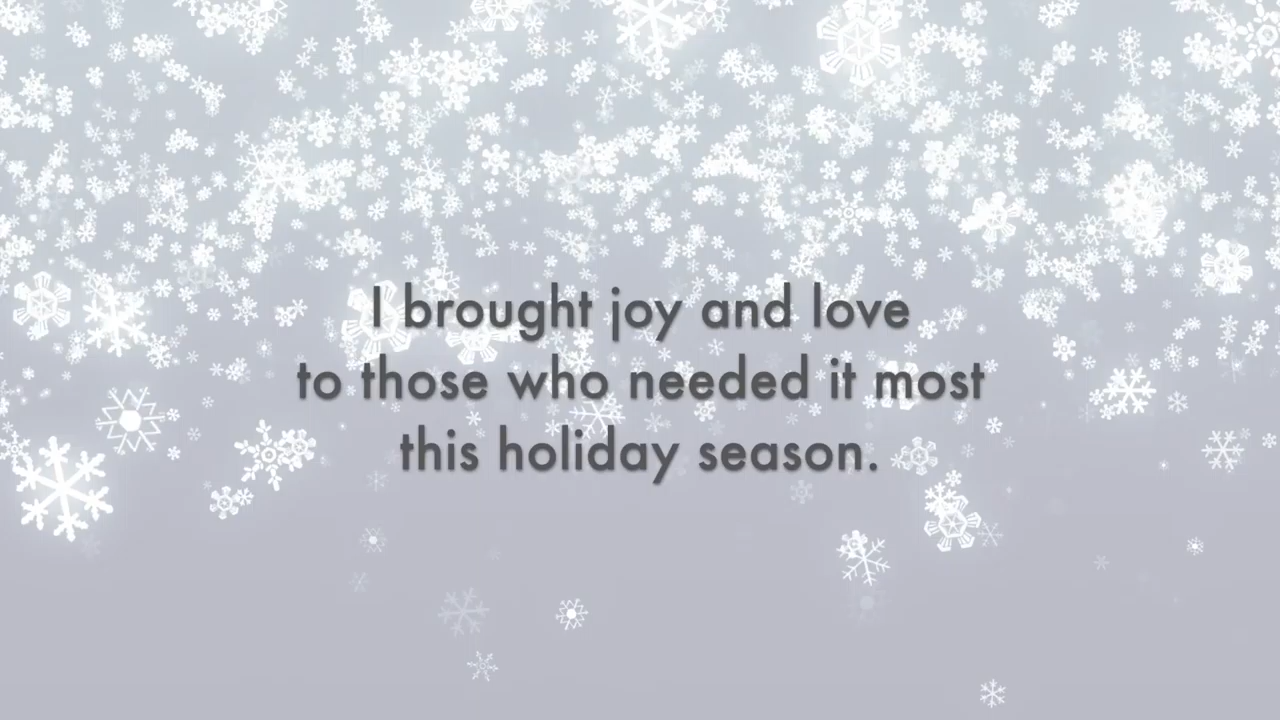 I brought joy and love
to those who needed it most
this holiday season.